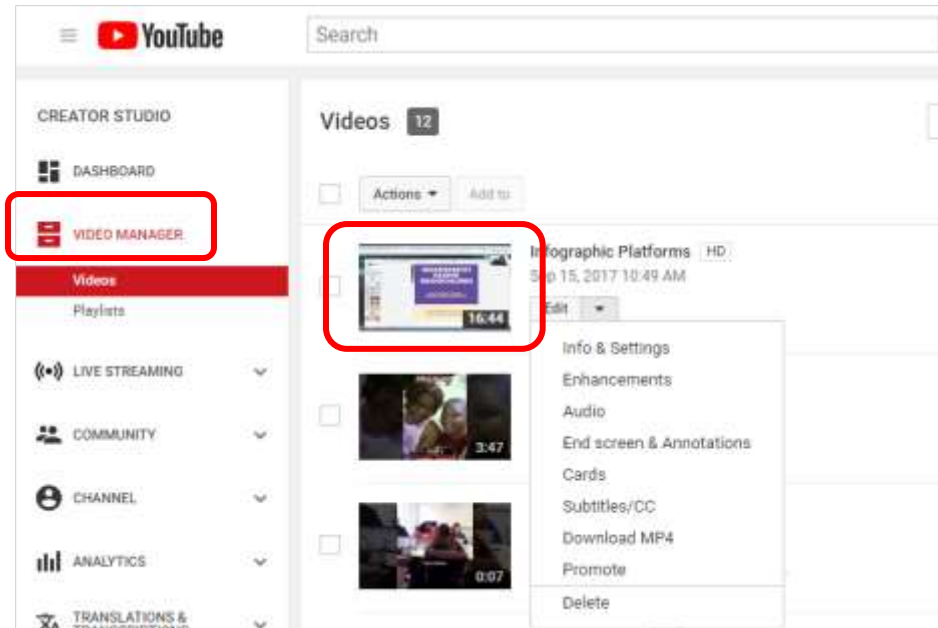 YouTube
Search
CREATOR STUDIO
DASHBOARD
VIDEO MANAGER
Videos
Playlists
LIVE STREAMING
COMMUNITY
CHANNEL
ANALYTICS
TRANSLATIONS &
Videos 12
Actions Add to
Infographic Platforms HD
Sep 15, 2017 10:49 AM
16:44
Edit
Info & Settings
Enhancements
Audio
End screen & Annotations
Cards
Subtitles/CC
Download MP4
Promote
Delete
3:47
0:07